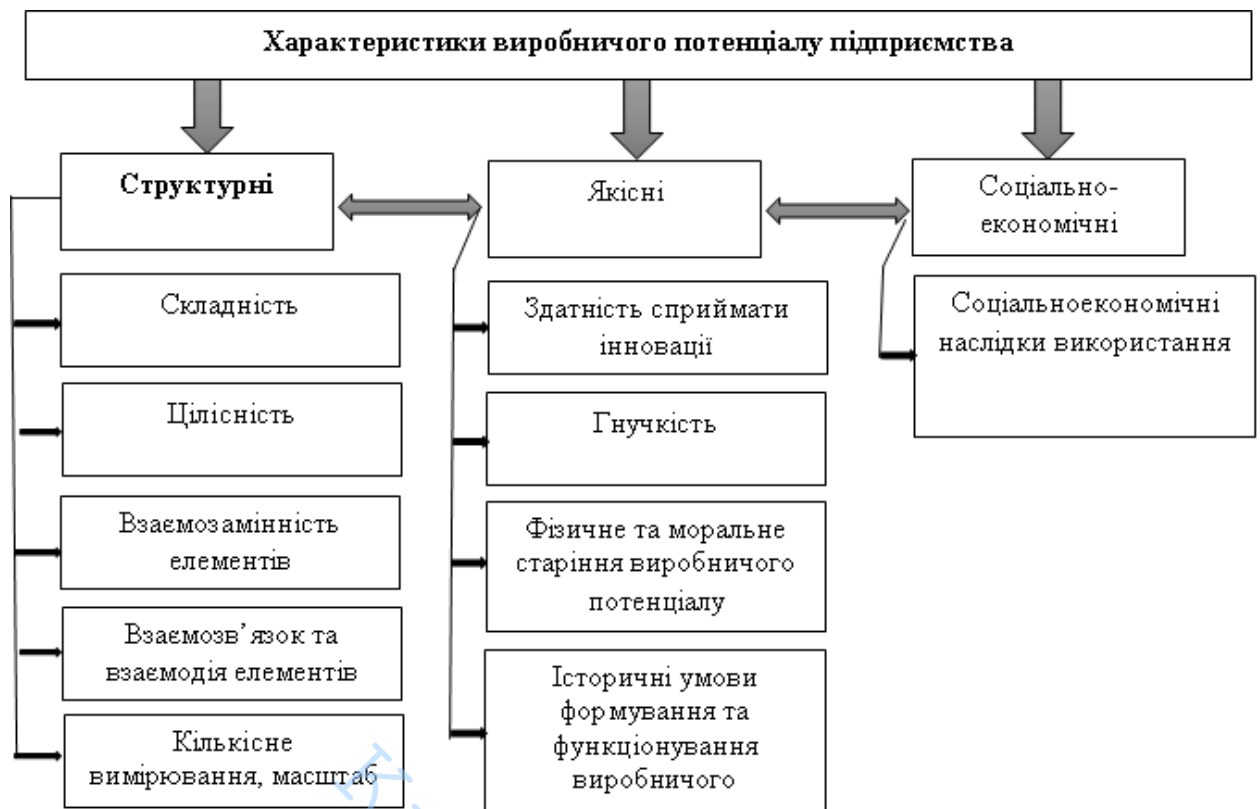 Характеристики виробничого потенціалу підприємства
Структурні
Якісні
Соціально-
економічні
Складність
Цілісність
Взаємозамінність
елементів
Взаємозв’язок та
взаємодія елементів
Кількісне
вимірювання, масштаб
Здатність сприймати
інновації
Гнучкість
Фізичне та моральне
старіння виробничого
потенціалу
Історичні умови
формування та
функціонування
виробничого
Соціальноекономічні
наслідки використання